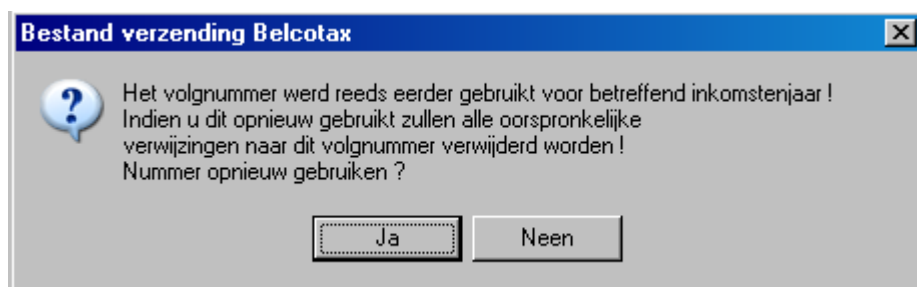 Bestand verzending Belcotax
Het volgnummer werd reeds eerder gebruikt voor betreffend inkomstenjaar !
Indien u dit opnieuw gebruikt zullen alle oorspronkelijke
verwijzingen naar dit volgnummer verwijderd worden !
Nummer opnieuw gebruiken ?
Ja
Neen